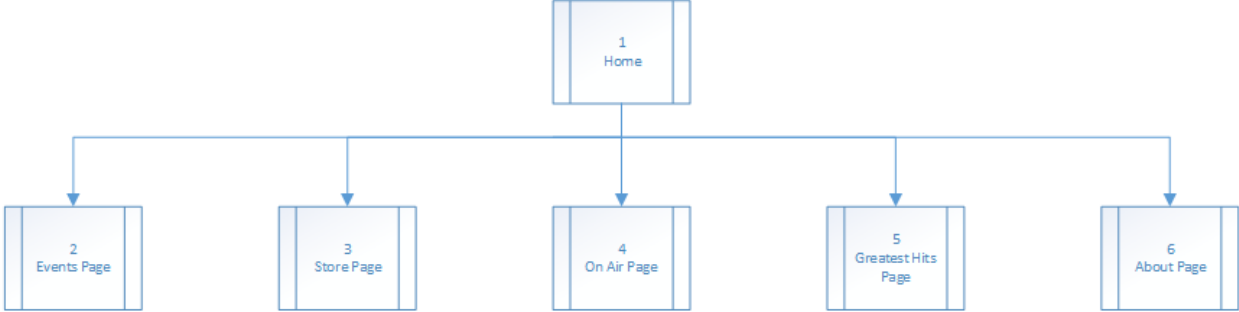 1
Home
2
Events Page
3
Store Page
4
On Air Page
5
Greatest Hits
Page
6
About Page